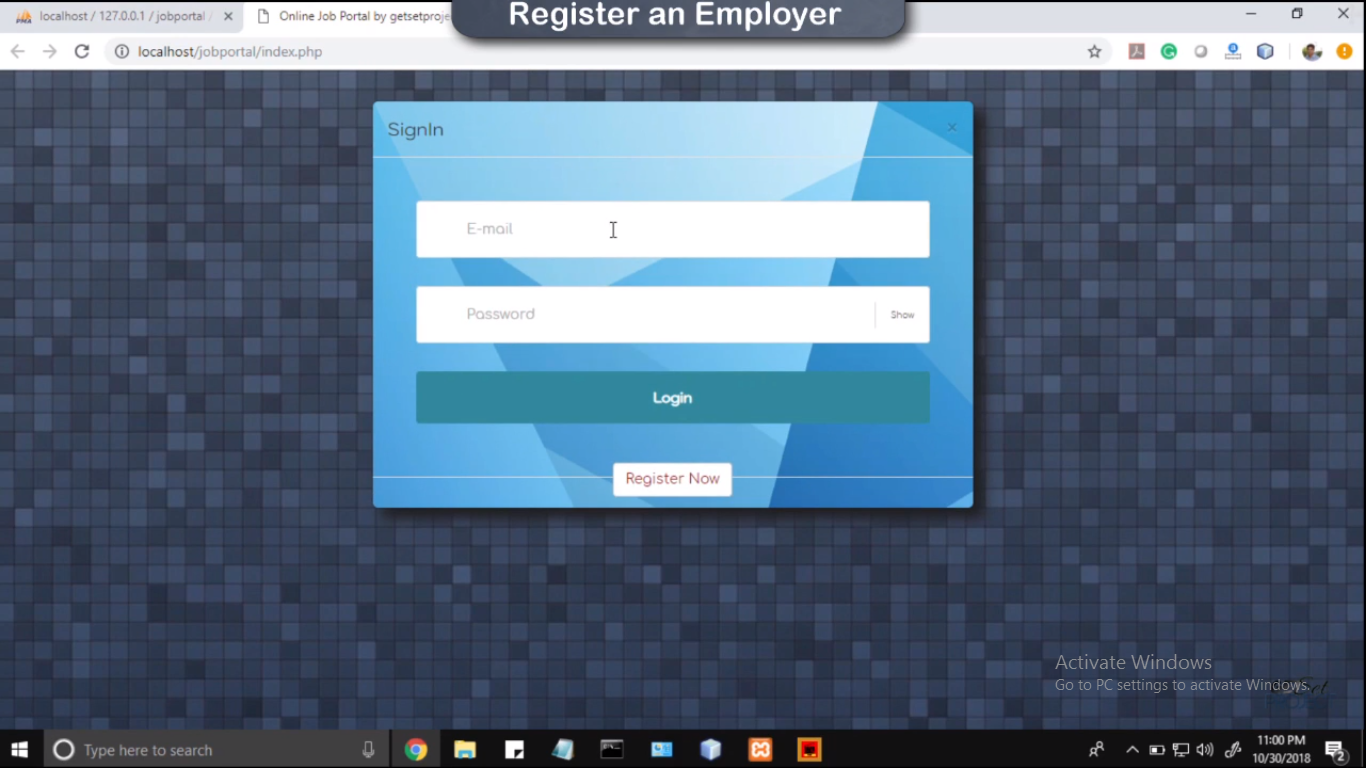 localhost / 127.0.0.1 / jobportal /
Online Job Portal by getsetproje
Register an Employer
localhost/jobportal/index.php
SignIn
×
E-mail
Password
Show
Login
Register Now
Activate Windows
Go to PC settings to activate Windows.
Type here to search
11:00 PM
10/30/2018
2